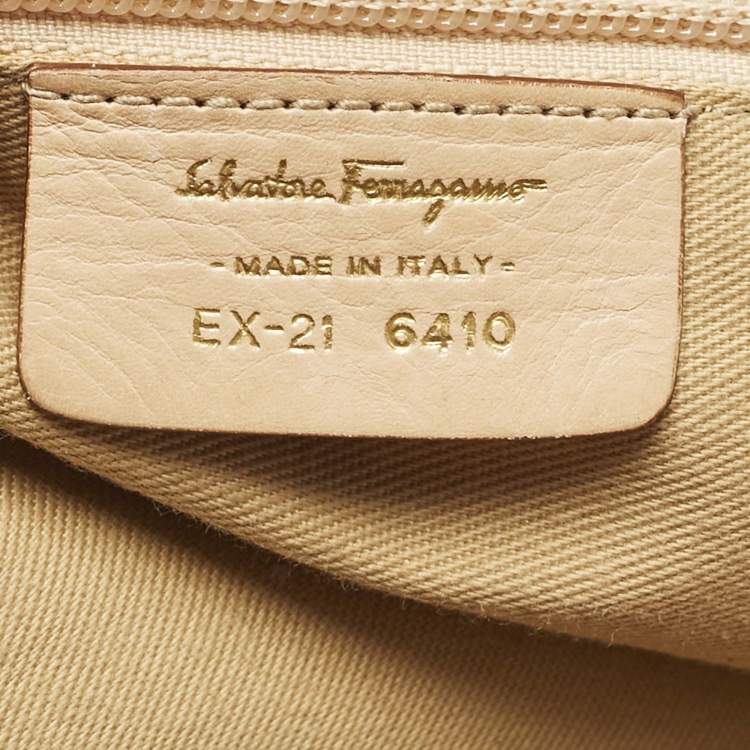 Salvatore Ferragamo
- MADE IN ITALY -
EX-21 6410